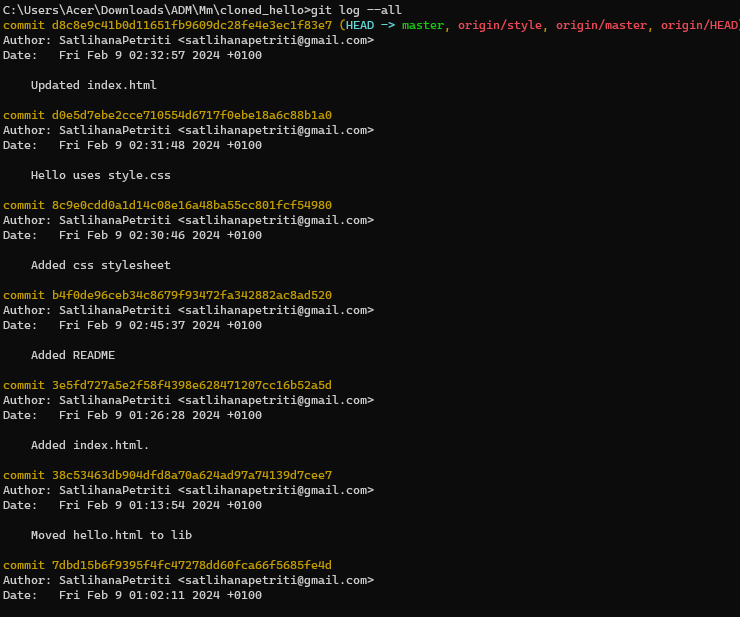 C:\Users\Acer\Downloads\ADM\Mm\cloned_hello>git log --all
commit d8c8e9c41b0d11651fb9609dc28fe4e3ec1f83e7 (HEAD -> master, origin/style, origin/master, origin/HEAD)
Author: SatlihanaPetriti <satlihanapetriti@gmail.com>
Date:   Fri Feb 9 02:32:57 2024 +0100

    Updated index.html

commit d0e5d7ebe2cce710554d6717f0ebe18a6c88b1a0
Author: SatlihanaPetriti <satlihanapetriti@gmail.com>
Date:   Fri Feb 9 02:31:48 2024 +0100

    Hello uses style.css

commit 8c9e0cdd0a1d14c08e16a48ba55cc801fcf54980
Author: SatlihanaPetriti <satlihanapetriti@gmail.com>
Date:   Fri Feb 9 02:30:46 2024 +0100

    Added css stylesheet

commit b4f0de96ceb34c8679f93472fa342882ac8ad520
Author: SatlihanaPetriti <satlihanapetriti@gmail.com>
Date:   Fri Feb 9 02:45:37 2024 +0100

    Added README

commit 3e5fd727a5e2f58f4398e628471207cc16b52a5d
Author: SatlihanaPetriti <satlihanapetriti@gmail.com>
Date:   Fri Feb 9 01:26:28 2024 +0100

    Added index.html.

commit 38c53463db904dfd8a70a624ad97a74139d7cee7
Author: SatlihanaPetriti <satlihanapetriti@gmail.com>
Date:   Fri Feb 9 01:13:54 2024 +0100

    Moved hello.html to lib

commit 7dbd15b6f9395f4fc47278dd60fca66f5685fe4d
Author: SatlihanaPetriti <satlihanapetriti@gmail.com>
Date:   Fri Feb 9 01:02:11 2024 +0100